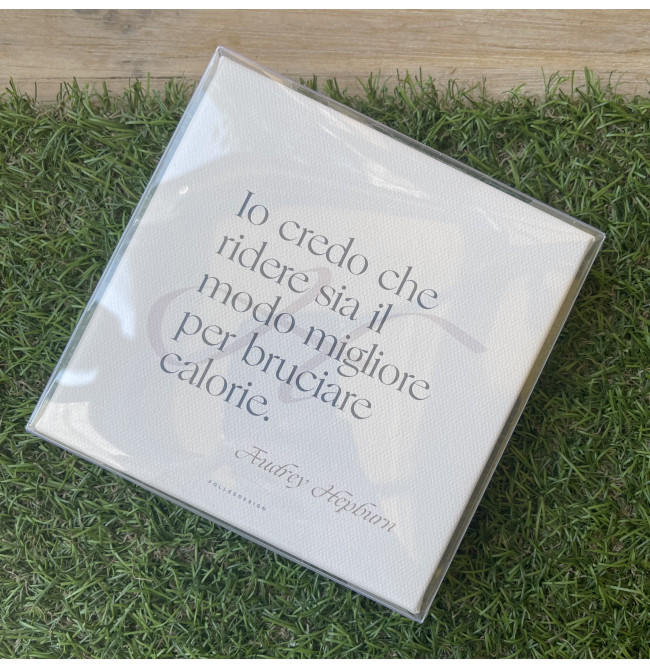 Io credo che
ridere sia il
modo migliore
per bruciare
calorie.
Audrey Hepburn